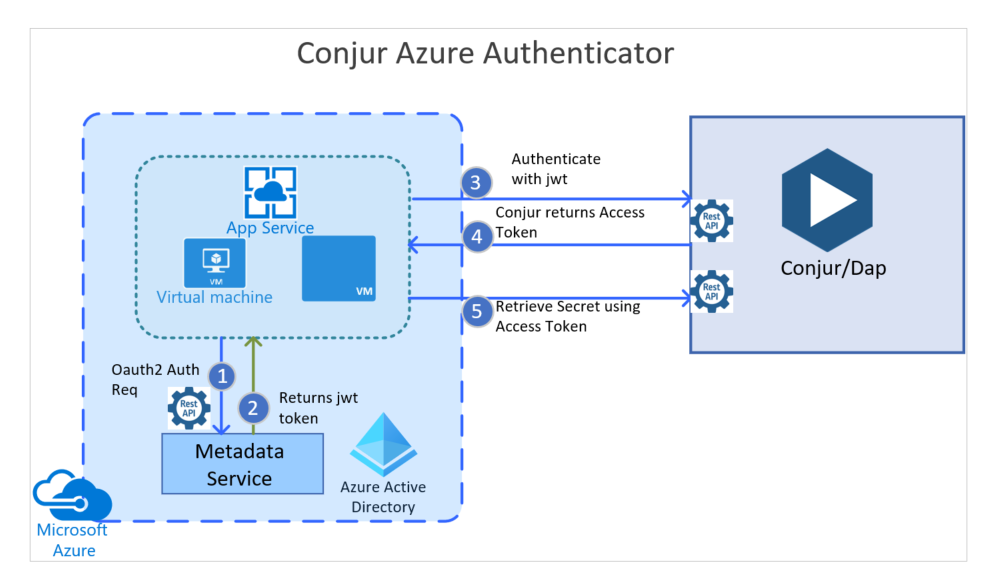 Conjur Azure Authenticator
Authenticate
with jwt
3
Conjur returns Access
Token
4
Rest
API
Conjur/Dap
App Service
VM
Virtual machine
VM
5
Retrieve Secret using
Access Token
Rest
API
Oauth2 Auth
Req
1
Rest
API
2
Returns jwt
token
Metadata
Service
Azure Active
Directory
Microsoft
Azure